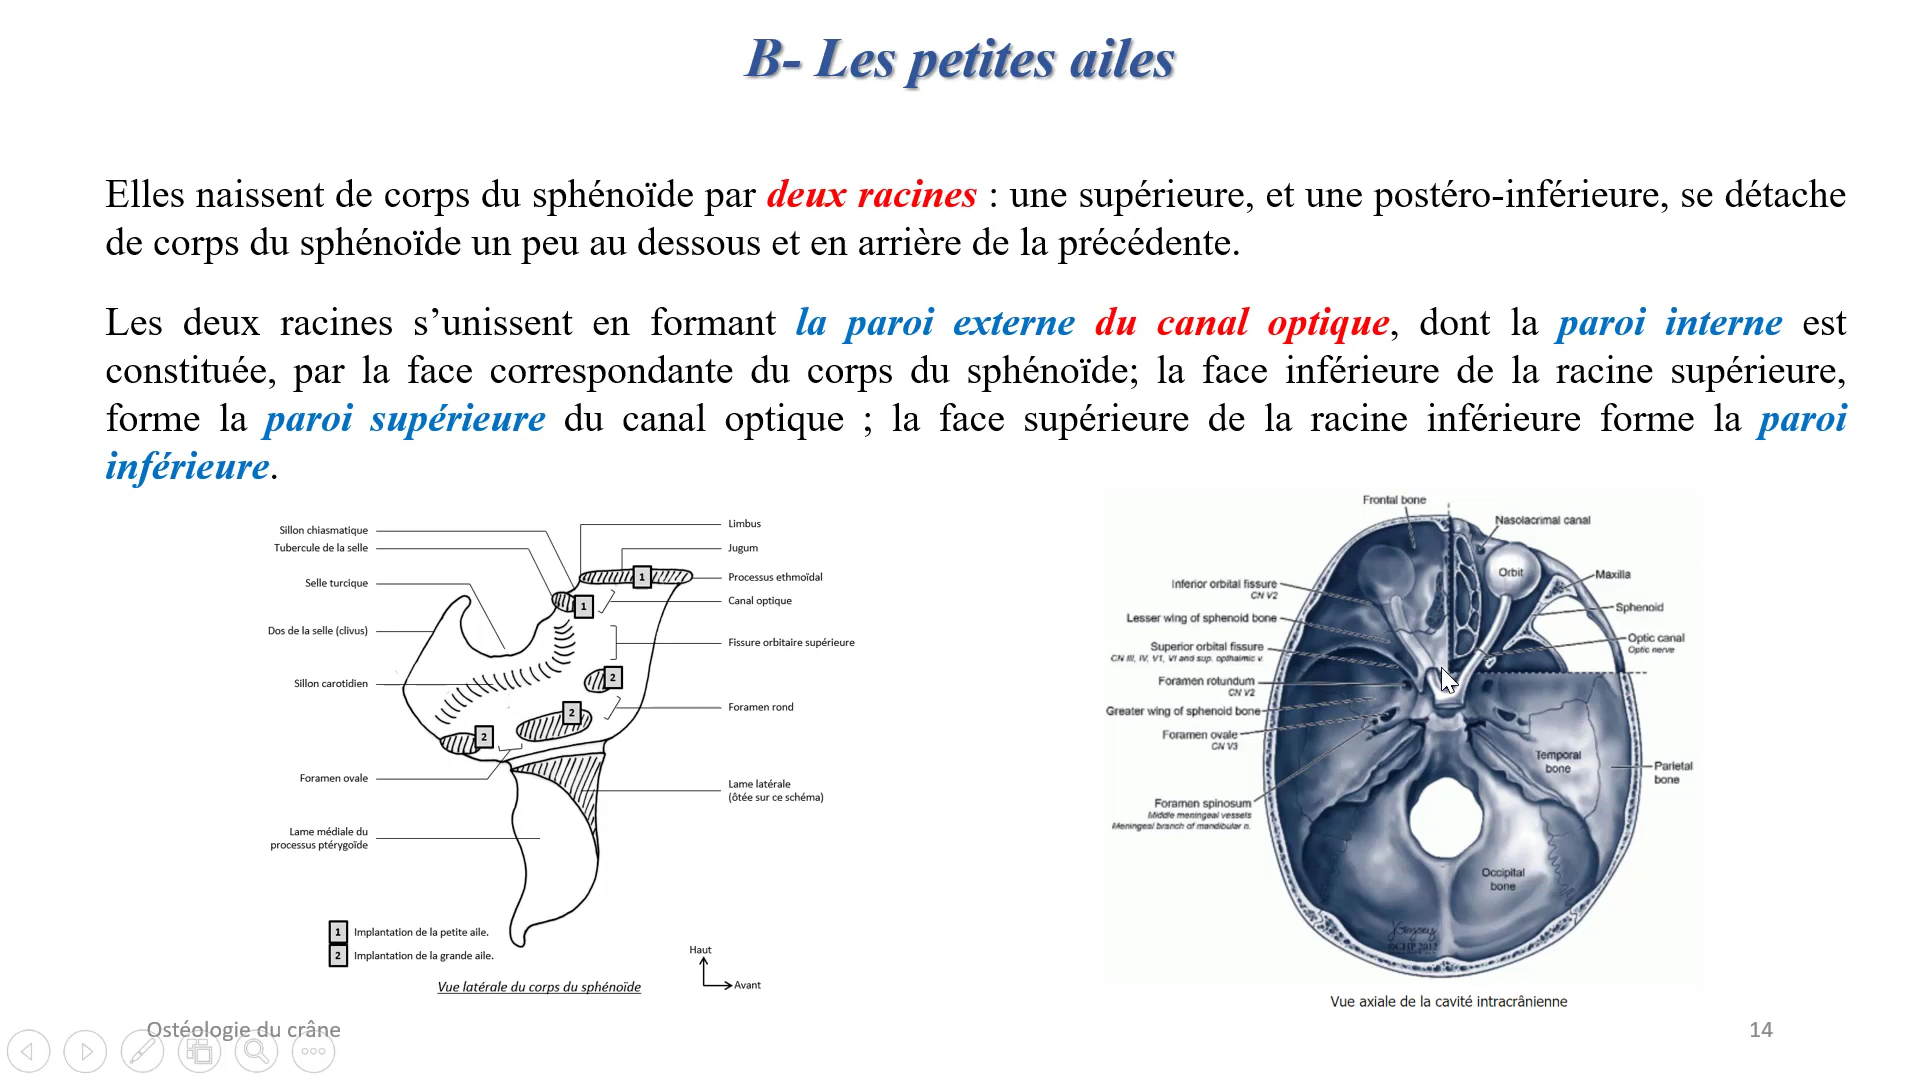 B- Les petites ailes
Elles naissent de corps du sphénoïde par deux racines : une supérieure, et une postéro-inférieure, se détache
de corps du sphénoïde un peu au dessous et en arrière de la précédente.
Les deux racines s’unissent en formant la paroi externe du canal optique, dont la paroi interne est
constituée, par la face correspondante du corps du sphénoïde; la face inférieure de la racine supérieure,
forme la paroi supérieure du canal optique ; la face supérieure de la racine inférieure forme la paroi
inférieure.
Sillon chiasmatique
Tubercule de la selle
Selle turcique
Dos de la selle (clivus)
Sillon carotidien
Foramen ovale
Lame médiale du
processus ptérygoïde
Limbus
Jugum
Processus ethmoïdal
Canal optique
Fissure orbitaire supérieure
Foramen rond
Lame latérale
(ôtée sur ce schéma)
1
1
2
2
2
1 Implantation de la petite aile.
2 Implantation de la grande aile.
Vue latérale du corps du sphénoïde
Haut
Avant
Frontal bone
Nasolacrimal canal
Orbit
Maxilla
Sphenoid
Optic canal
Optic nerve
Inferior orbital fissure
CN V2
Lesser wing of sphenoid bone
Superior orbital fissure
CN III, IV, V1, VI and sup. opthalmic v.
Foramen rotundum
CN V2
Greater wing of sphenoid bone
Foramen ovale
CN V3
Foramen spinosum
Middle meningeal vessels
Meningeal branch of mandibular n.
Temporal
bone
Parietal
bone
Occipital
bone
Vue axiale de la cavité intracrânienne
Ostéologie du crâne
14